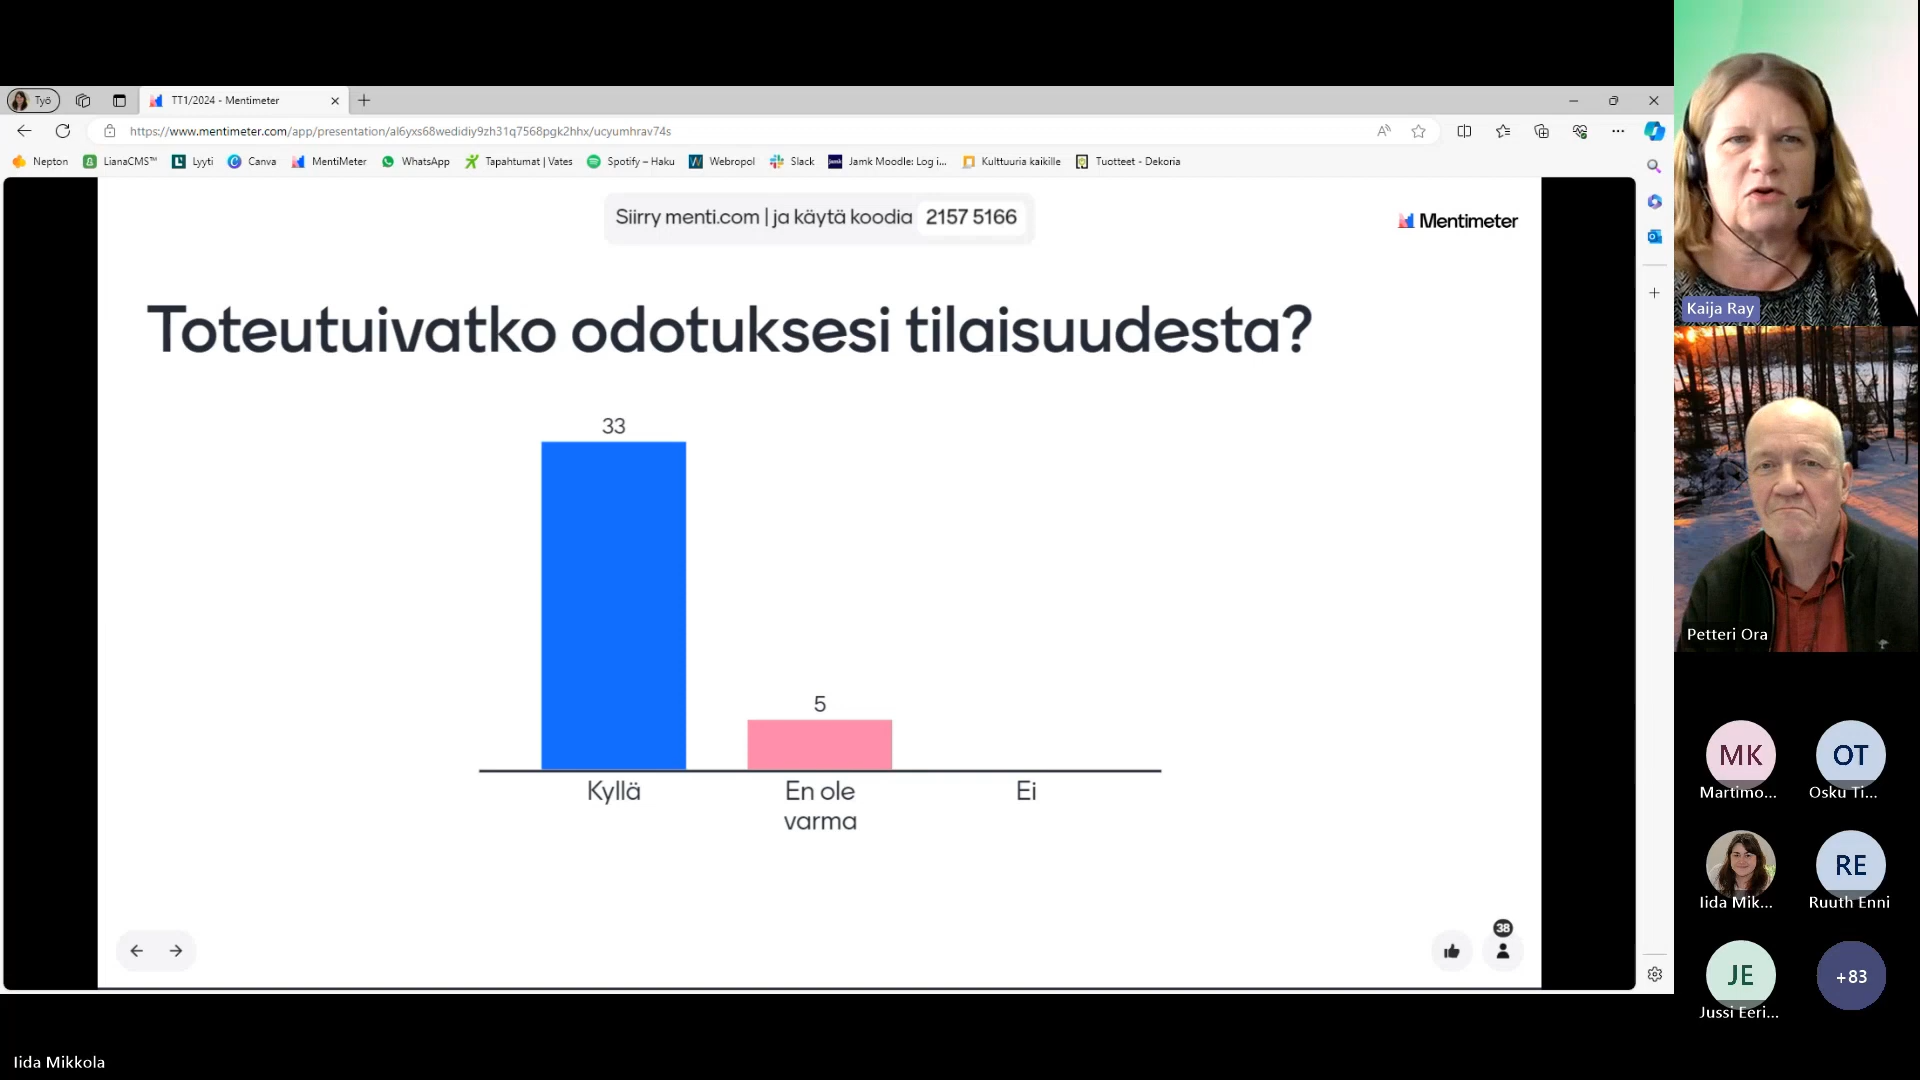 Työ
TT1/2024 - Mentimeter
https://www.mentimeter.com/app/presentation/al6yxs68wedidiy9zh31q7568pgk2hhx/ucyumhrav74s
Nepton
LianaCMS™
Lyyti
Canva
MentiMeter
WhatsApp
Tapahtumat | Vates
Spotify – Haku
Webropol
Slack
Jamk Moodle: Log i...
Kulttuuria kaikille
Tuotteet - Dekoria
Siirry menti.com | ja käytä koodia 2157 5166
Mentimeter
Toteutuivatko odotuksesi tilaisuudesta?
33
5
Kyllä
En ole
varma
Ei
38
Kaija Ray
Petteri Ora
MK
Martimo...
OT
Osku Ti...
Iida Mik...
RE
Ruuth Enni
JE
Jussi Eeri...
+83
Iida Mikkola